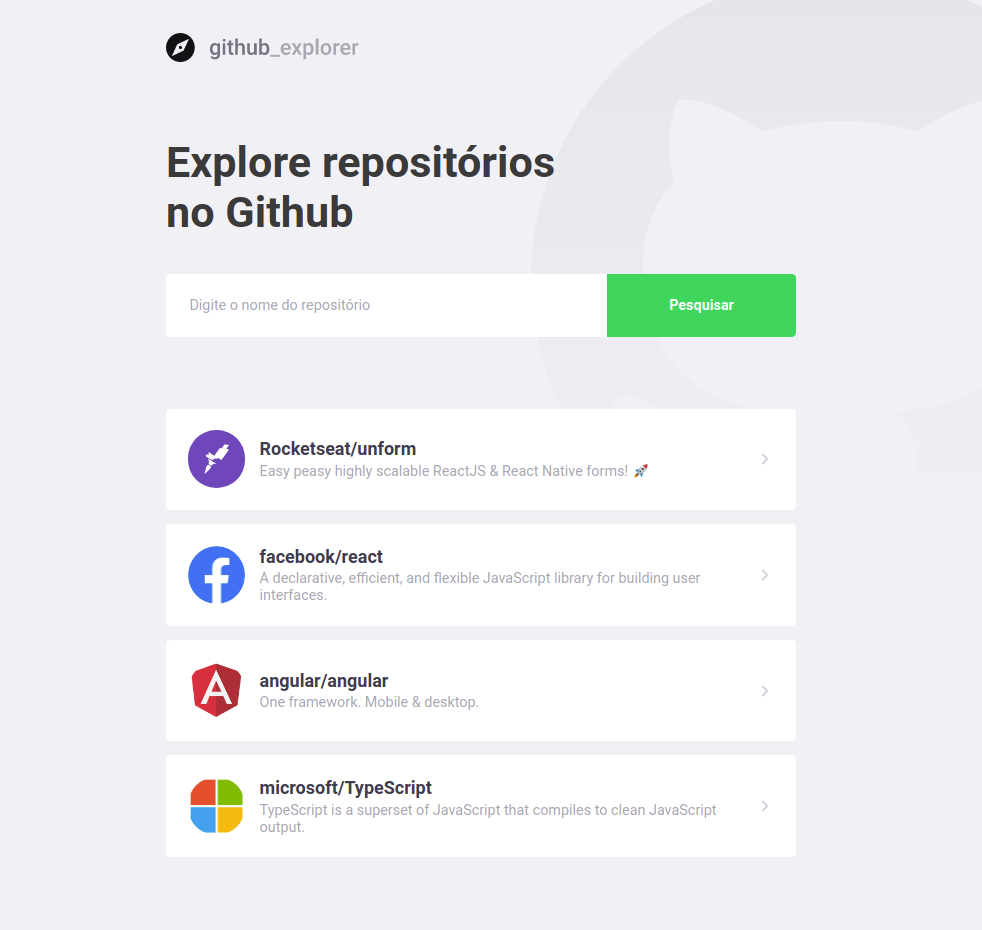 github_explorer
Explore repositórios
no Github
Digite o nome do repositório
Pesquisar
Rocketseat/unform
Easy peasy highly scalable ReactJS & React Native forms! 🚀
facebook/react
A declarative, efficient, and flexible JavaScript library for building user
interfaces.
angular/angular
One framework. Mobile & desktop.
microsoft/TypeScript
TypeScript is a superset of JavaScript that compiles to clean JavaScript
output.